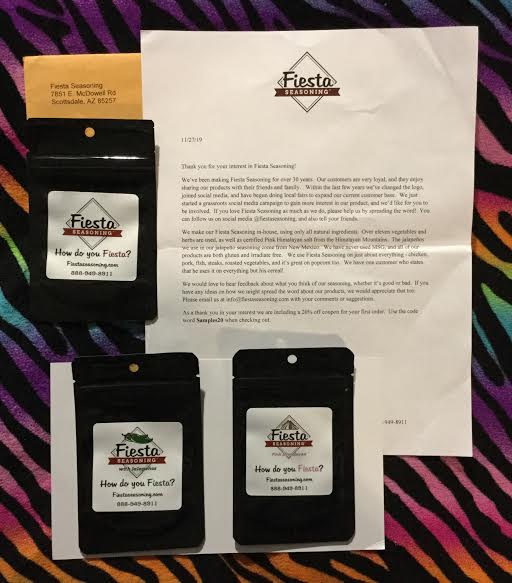 Fiesta Seasoning
7851 E. McDowell Rd
Scottsdale, AZ 85257
Fiesta
SEASONING
11/27/19
Thank you for your interest in Fiesta Seasoning!
We've been making Fiesta Seasoning for over 30 years. Our customers are very loyal, and they enjoy
sharing our products with their friends and family. Within the last few years we've changed the logo,
joined social media, and have begun doing local fairs to expand our current customer base. We just
started a grassroots social media campaign to gain more interest in our product, and we'd like for you to
be involved. If you love Fiesta Seasoning as much as we do, please help us by spreading the word! You
can follow us on social media @fiestaseasoning, and also tell your friends.
We make our Fiesta Seasoning in-house, using only all natural ingredients. Over eleven vegetables and
herbs are used, as well as certified Pink Himalayan salt from the Himalayan Mountains. The jalapeños
we use in our jalapeño seasoning come from New Mexico. We have never used MSG, and all of our
products are both gluten and irradiate free. We use Fiesta Seasoning on just about everything - chicken,
pork, fish, steaks, roasted vegetables, and it's great on popcorn too. We have one customer who states
that he uses it on everything but his cereal!
We would love to hear feedback about what you think of our seasoning, whether it's good or bad. If you
have any ideas on how we might spread the word about our products, we would appreciate that too.
Please email us at info@fiestaseasoning.com with your comments or suggestions.
As a thank you in your interest we are including a 20% off coupon for your first order. Use the code
word Samples20 when checking out.
-949-8911
Fiesta
SEASONING
How do you Fiesta?
Fiestaseasoning.com
888-949-8911
Fiesta
SEASONING
with Jalapeños
How do you Fiesta?
Fiestaseasoning.com
888-949-8911
Fiesta
SEASONING
Pink Himalayan
How do you Fiesta?
Fiestaseasoning.com
888-949-8911